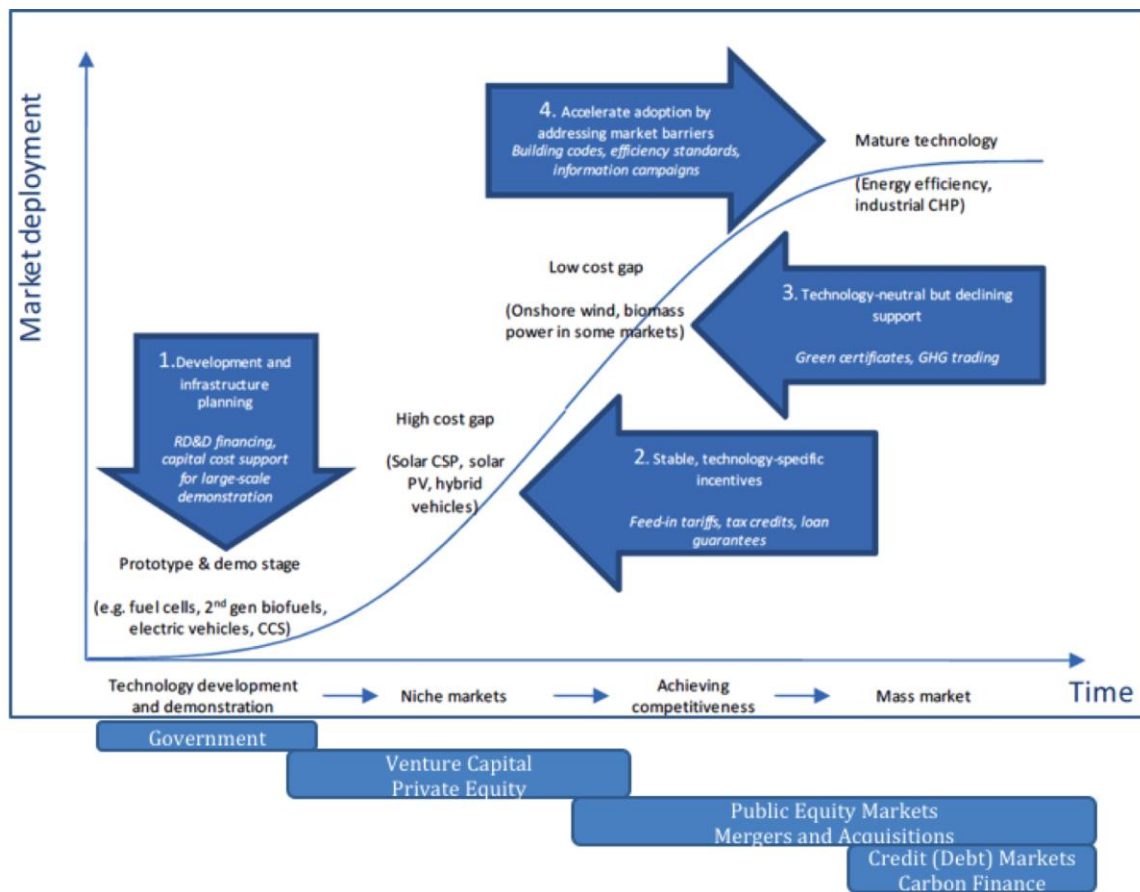 Market deployment
4. Accelerate adoption by
addressing market barriers
Building codes, efficiency standards,
information campaigns
Mature technology
(Energy efficiency,
industrial CHP)
Low cost gap
(Onshore wind, biomass
power in some markets)
3. Technology-neutral but declining
support
Green certificates, GHG trading
1.Development and
infrastructure
planning
RD&D financing,
capital cost support
for large-scale
demonstration
High cost gap
(Solar CSP, solar
PV, hybrid
vehicles)
2. Stable, technology-specific
incentives
Feed-in tariffs, tax credits, loan
guarantees
Prototype & demo stage
(e.g. fuel cells, 2nd gen biofuels,
electric vehicles, CCS)
Technology development
and demonstration
Niche markets
Achieving
competitiveness
Mass market
Time
Government
Venture Capital
Private Equity
Public Equity Markets
Mergers and Acquisitions
Credit (Debt) Markets
Carbon Finance